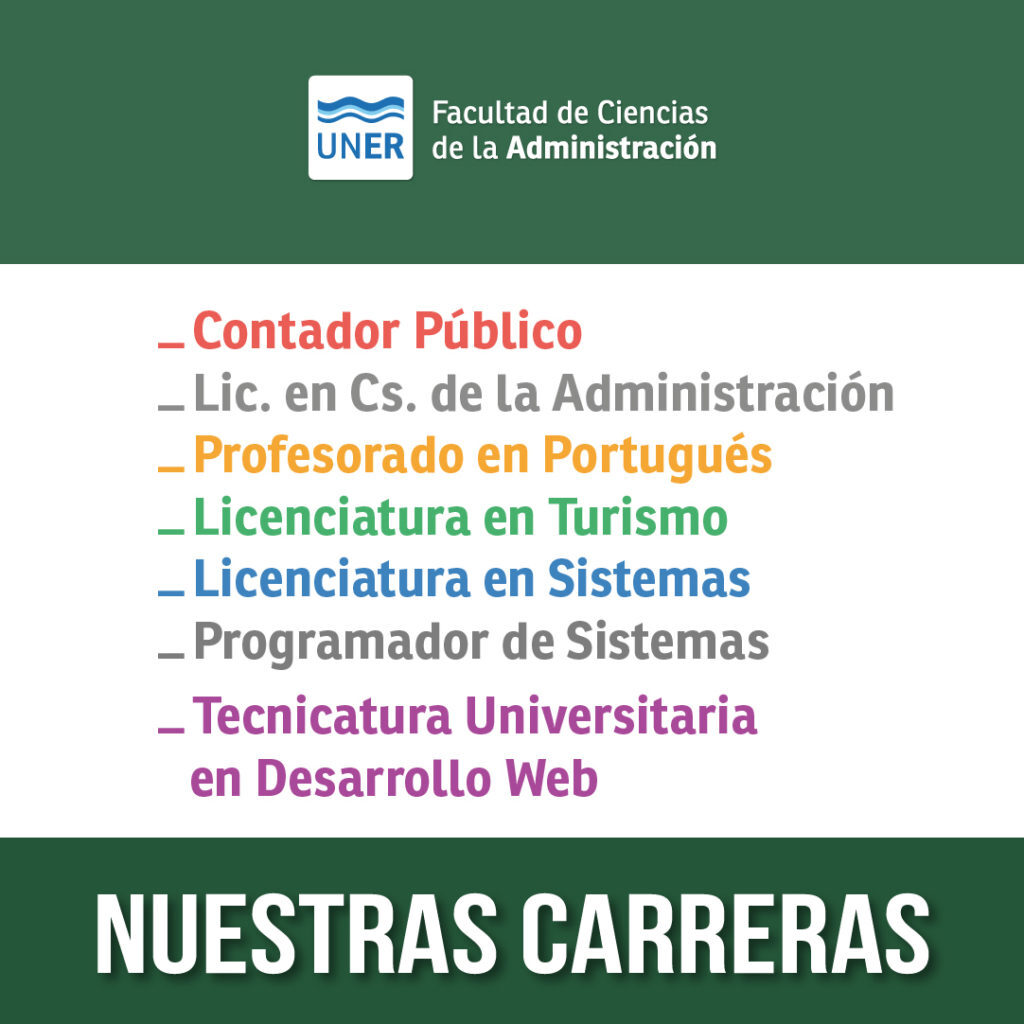 UNER
Facultad de Ciencias
de la Administración
_ Contador Público
_ Lic. en Cs. de la Administración
_ Profesorado en Portugués
_ Licenciatura en Turismo
_ Licenciatura en Sistemas
_ Programador de Sistemas
_ Tecnicatura Universitaria
en Desarrollo Web
NUESTRAS CARRERAS